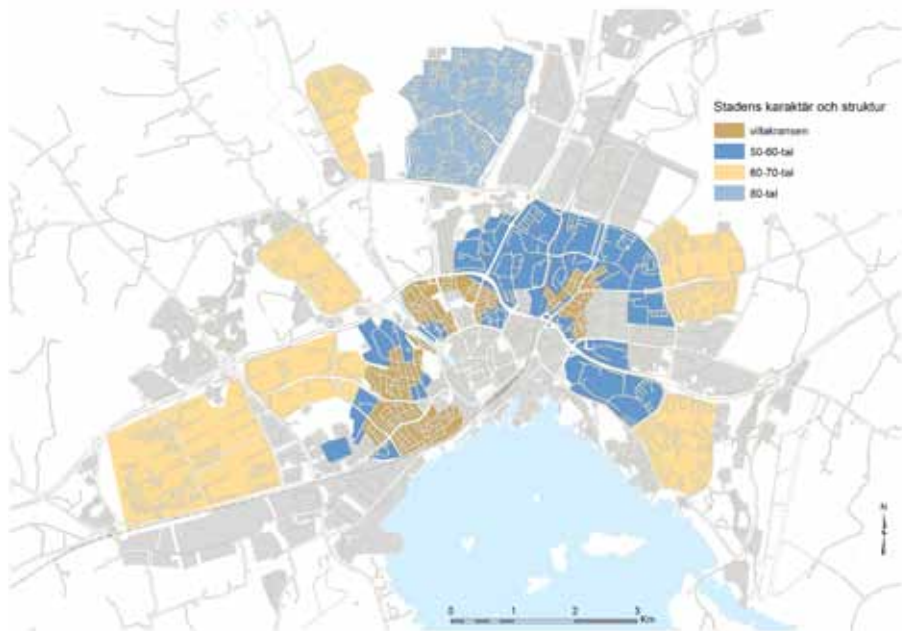 Stadens karaktär och struktur
villakransen
50-60-tal
60-70-tal
80-tal
N
0 1 2 3
Km